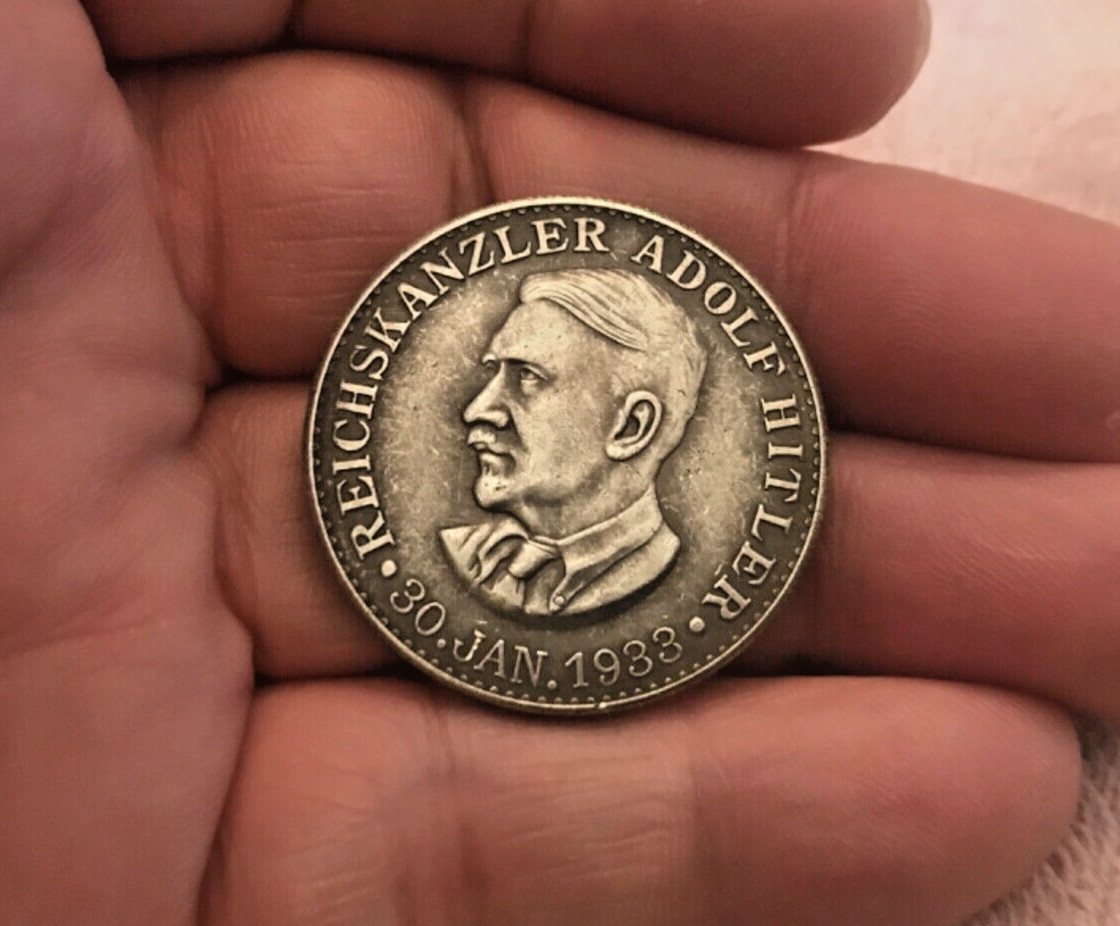 REICHSKANZLER ADOLF HITLER
• 30. JAN. 1933 •